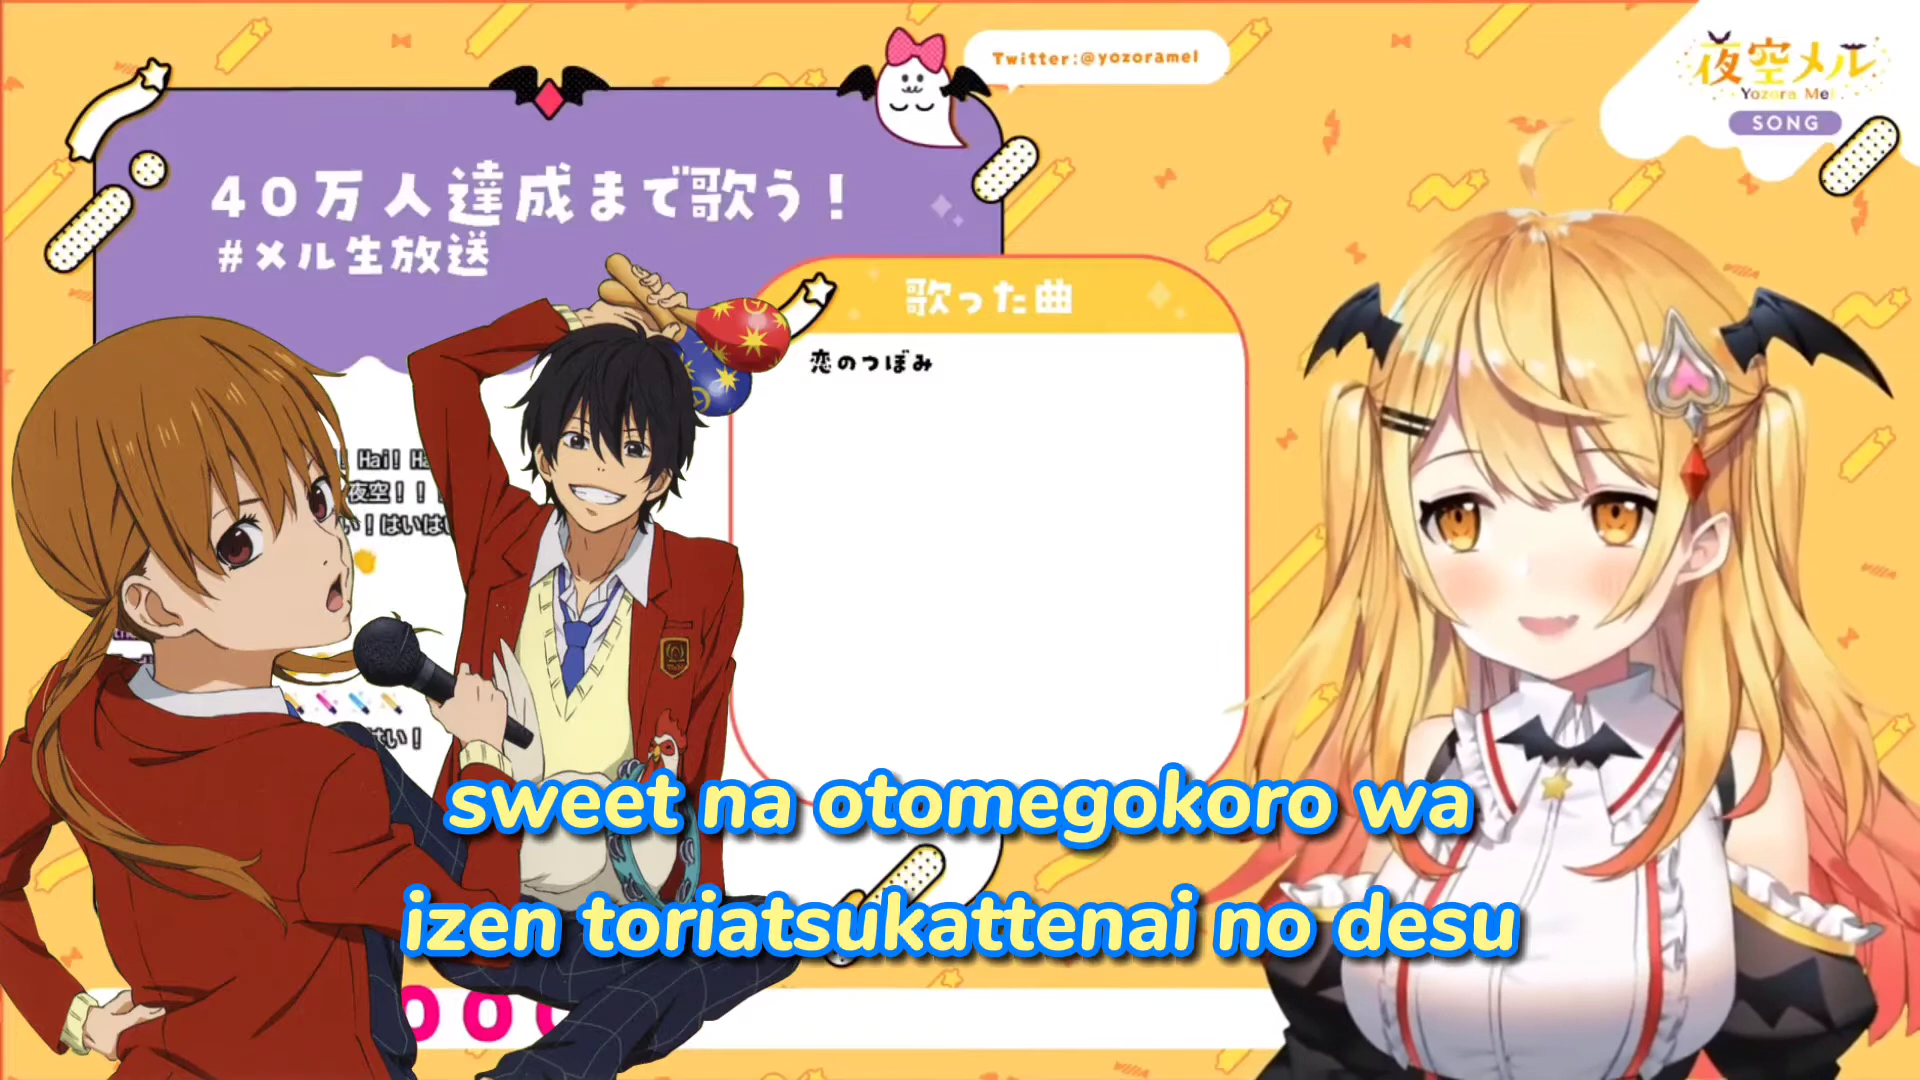 Twitter:@yozoramel
夜空メル
Yozora Mel
SONG
40万人達成まで歌う!
#メル生放送
歌った曲
恋のつぼみ
! Hai! Ha
夜空!!!
い!はいはい
はい!
sweet na otomegokoro wa
izen toriatsukattenai no desu
00